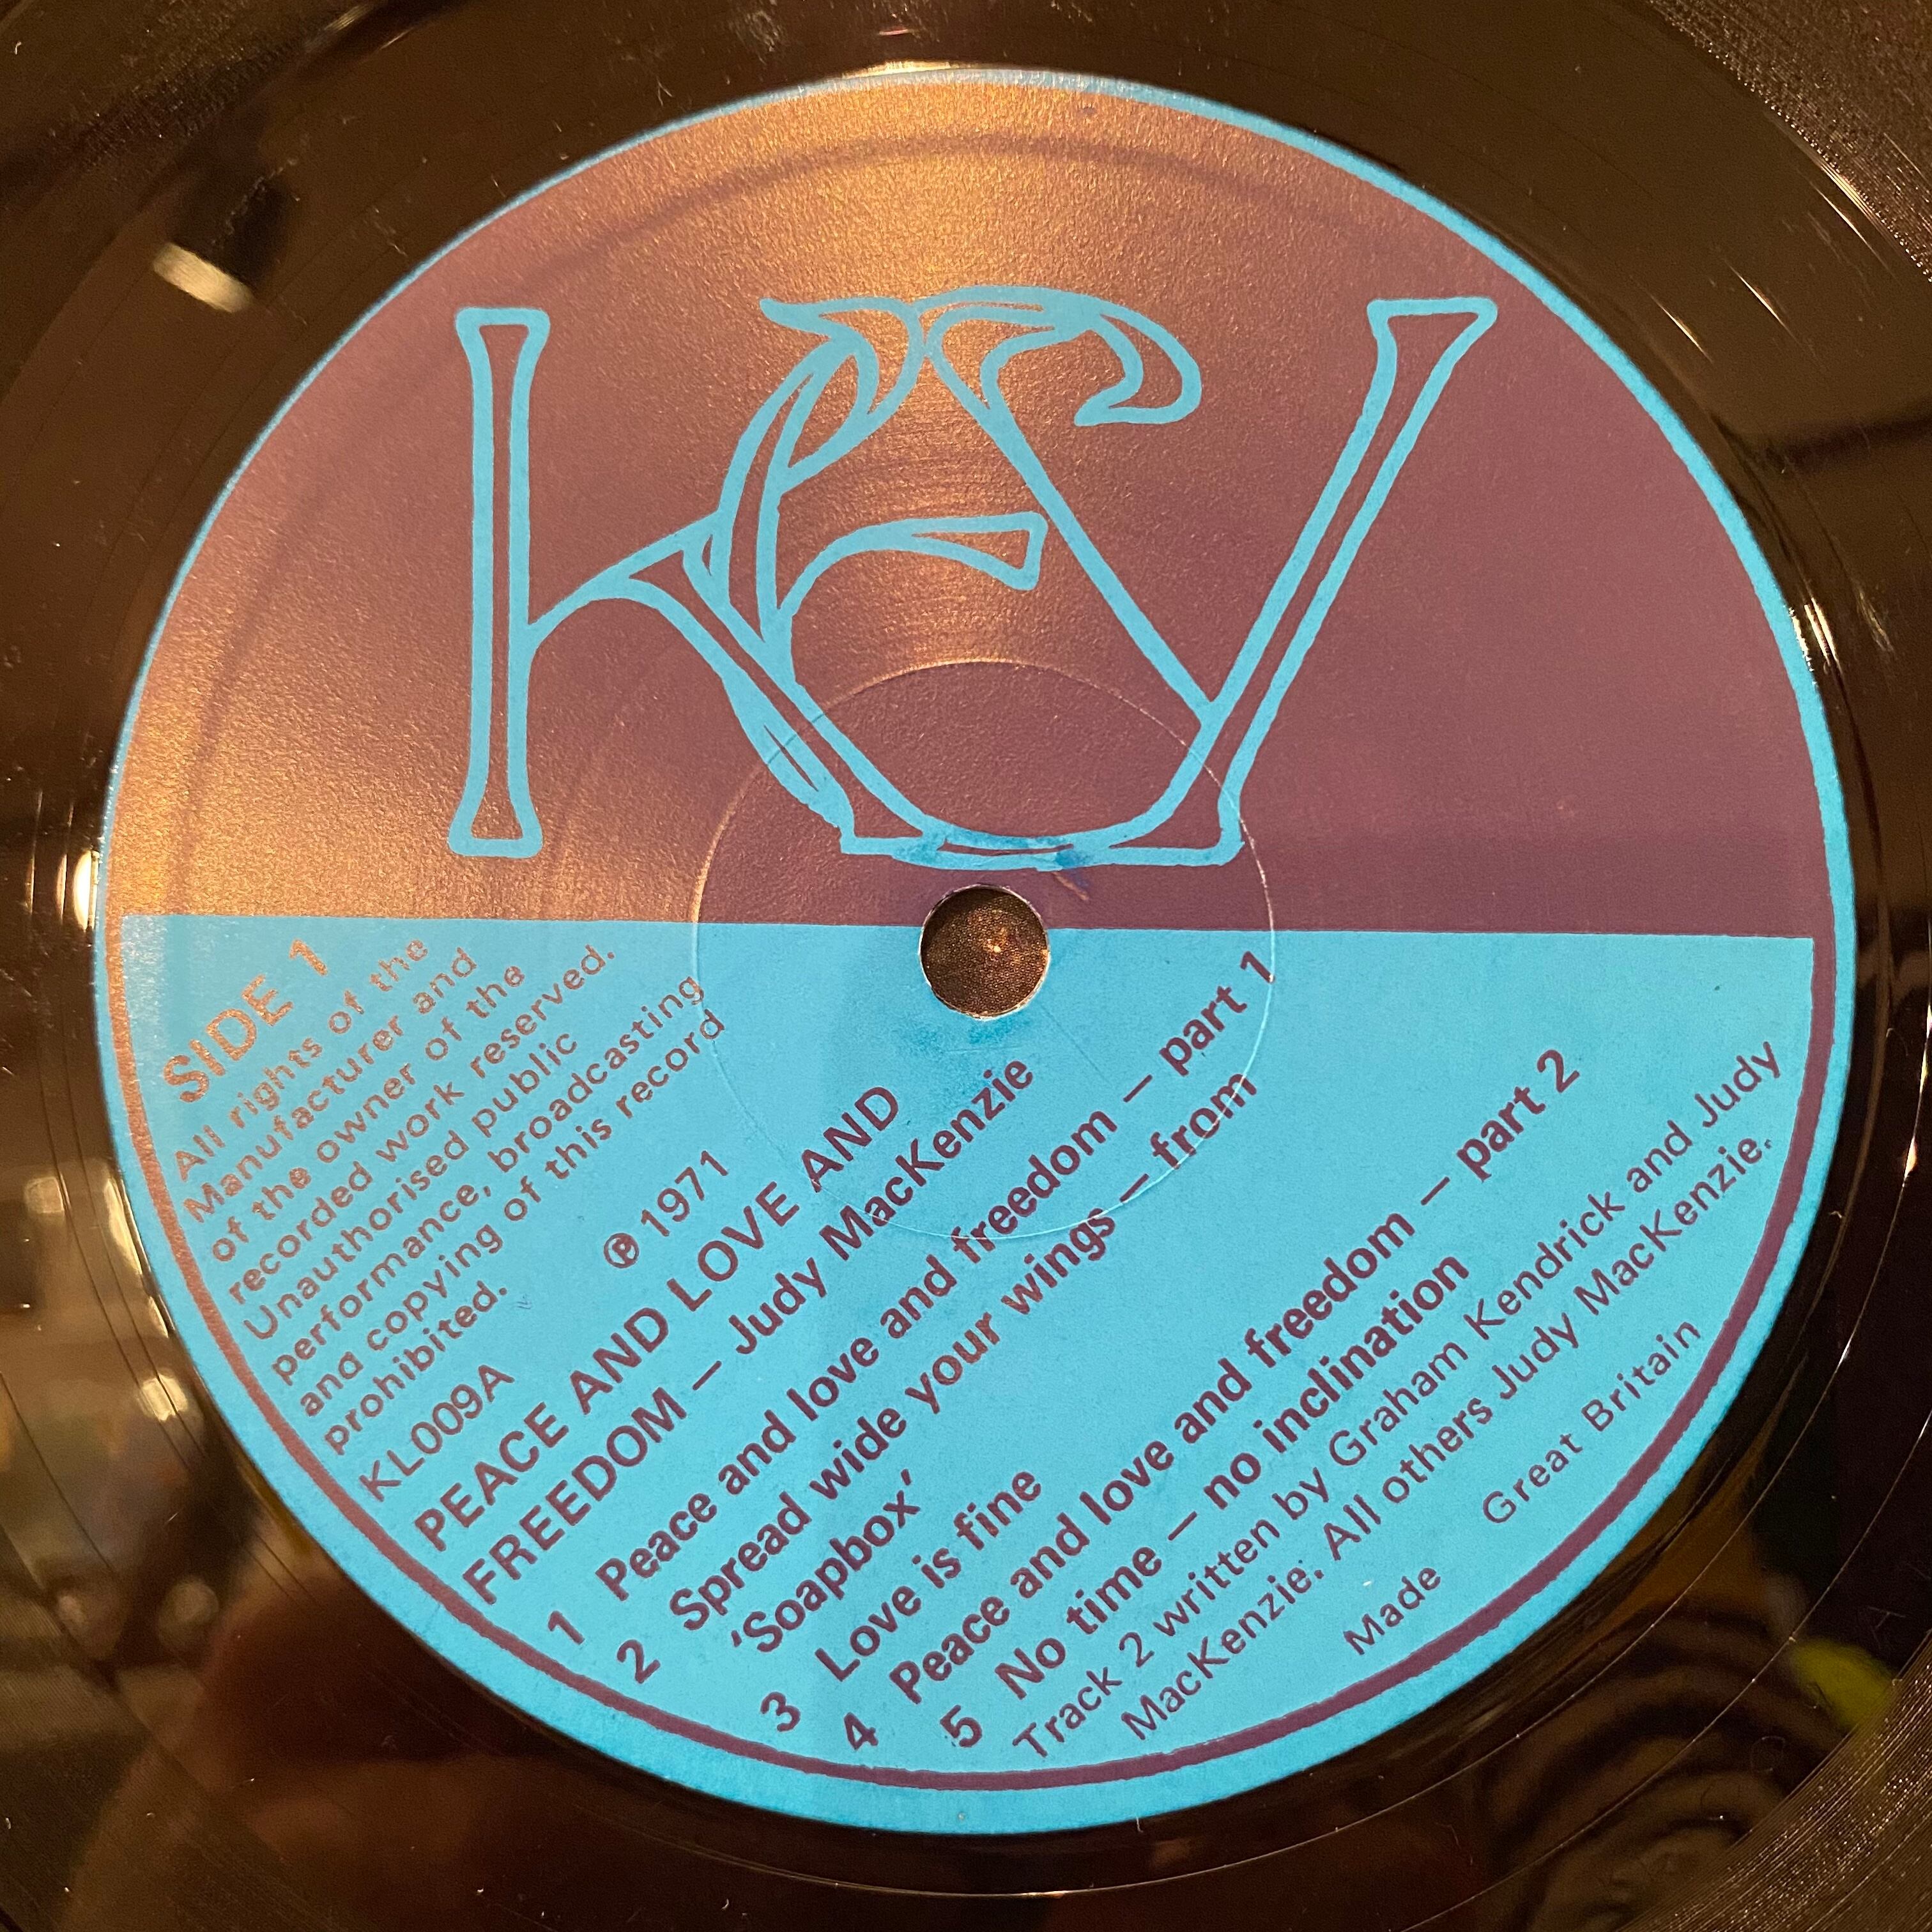 key
SIDE 1
All rights of the
Manufacturer and
of the owner of the
recorded work reserved.
Unauthorised public
performance, broadcasting
and copying of this record
prohibited.
KL009A ℗ 1971
PEACE AND LOVE AND
FREEDOM — Judy MacKenzie
1 Peace and love and freedom — part 1
2 Spread wide your wings — from
‘Soapbox’
3 Love is fine
4 Peace and love and freedom — part 2
5 No time — no inclination
Track 2 written by Graham Kendrick and Judy
MacKenzie. All others Judy MacKenzie.
Made Great Britain